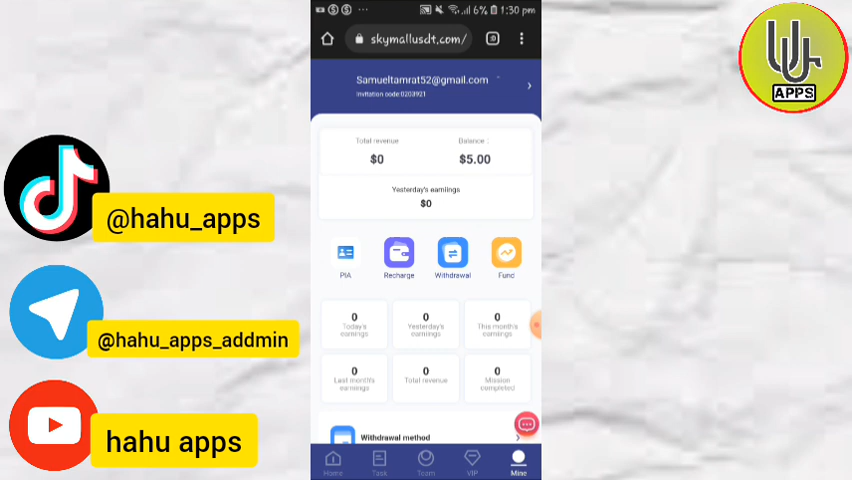 6% 1:30 pm
skymallusdt.com/
Samueltamrat52@gmail.com
Invitation code:0203921
Total revenue
Balance :
$0
$5.00
Yesterday's earnings
$0
PIA
Recharge
Withdrawal
Func
0
Today's
earnings
0
Yesterday's
earnings
0
This month's
earnings
0
Last month's
earnings
0
Total revenue
0
Mission
completed
Withdrawal method
Home
Task
Team
VIP
Mine
@hahu_apps
@hahu_apps_addmin
hahu apps
APPS